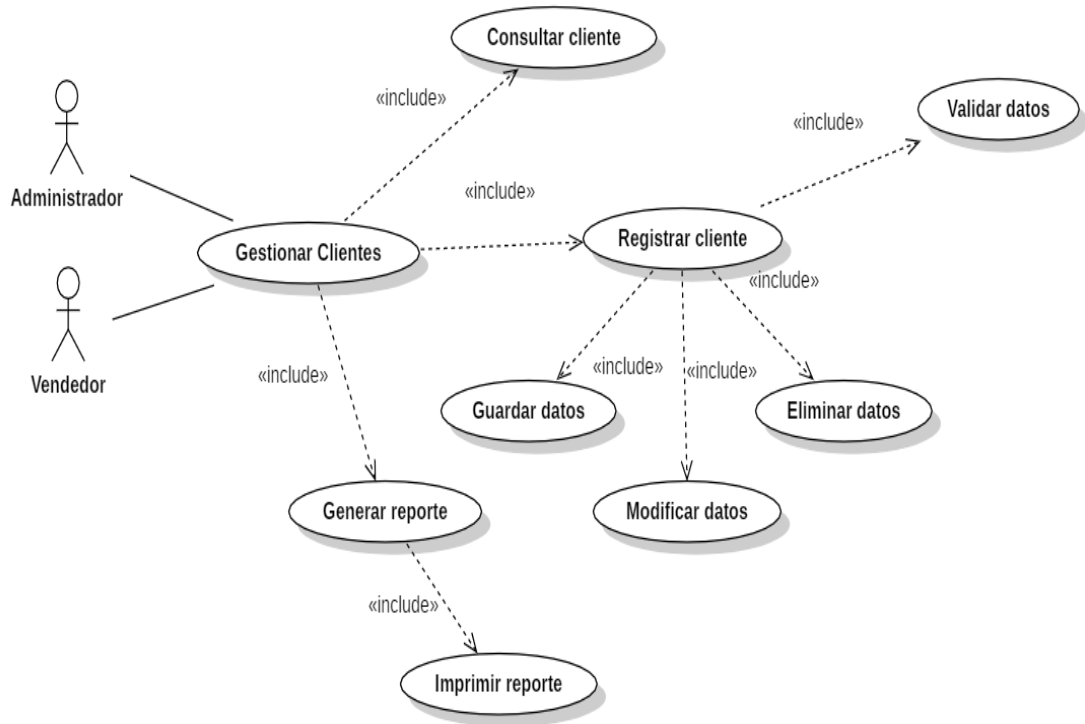 Consultar cliente
«include»
Validar datos
«include»
Administrador
«include»
Registrar cliente
Gestionar Clientes
«include»
Vendedor
«include»
«include»
«include»
Guardar datos
Eliminar datos
Generar reporte
Modificar datos
«include»
Imprimir reporte